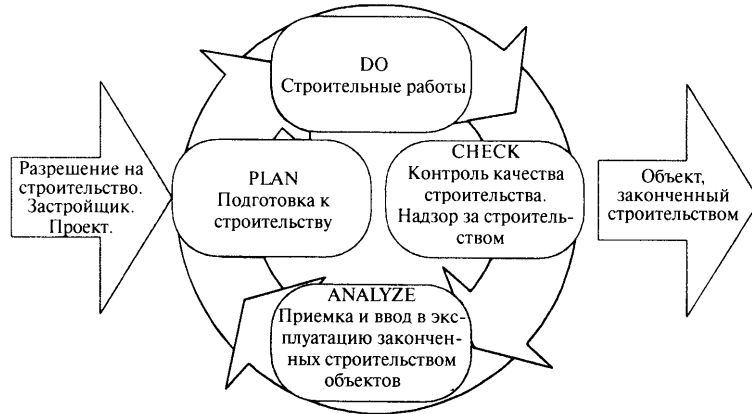 DO
Строительные работы
Разрешение на
строительство.
Застройщик.
Проект.
PLAN
Подготовка к
строительству
CHECK
Контроль качества
строительства.
Надзор за строитель-
ством
Объект,
законченный
строительством
ANALYZE
Приемка и ввод в экс-
плуатацию закончен-
ных строительством
объектов